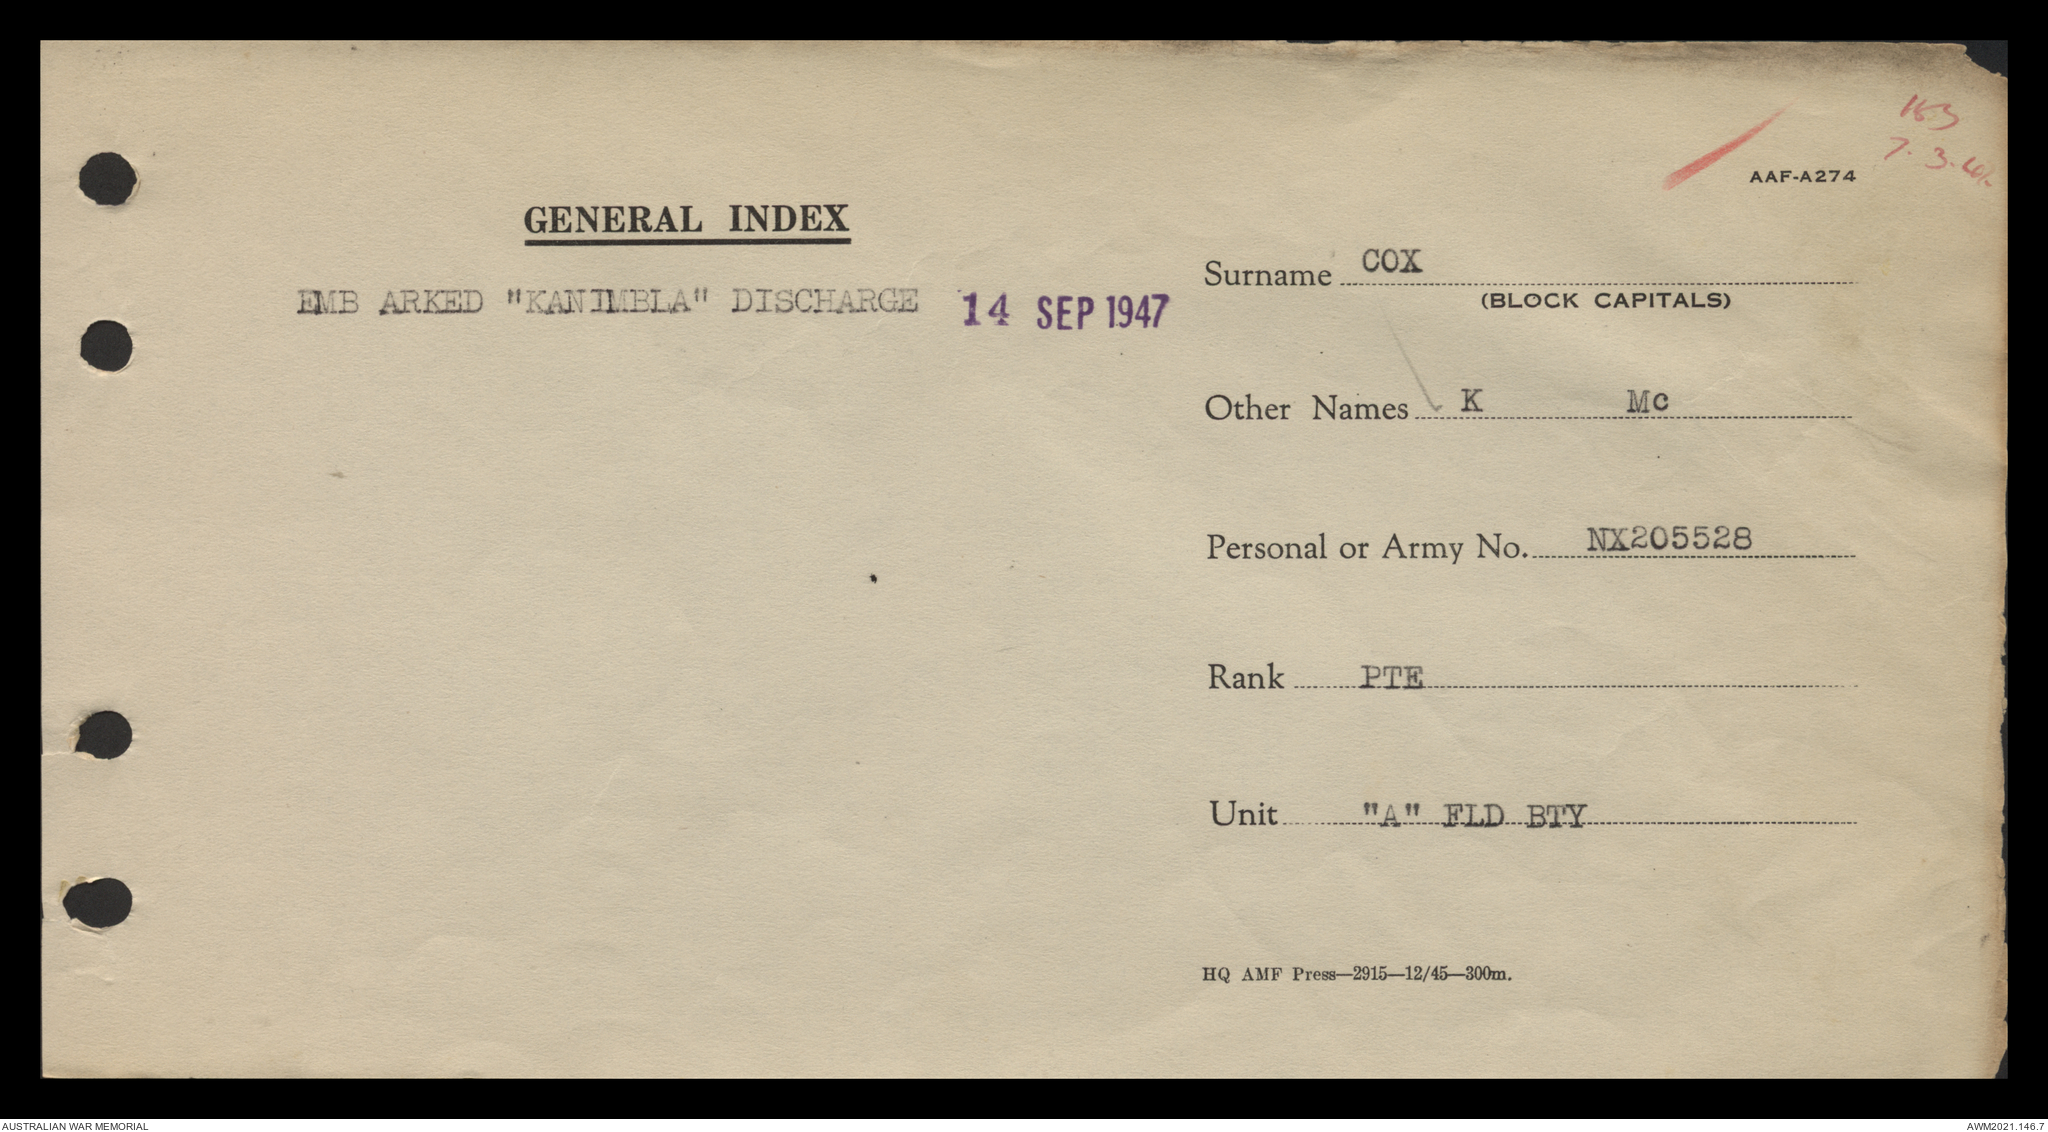 163
7. 3.
AAF-A274
GENERAL INDEX
EMB ARKED "KANIMBLA" DISCHARGE 14 SEP 1947
Surname COX
(BLOCK CAPITALS)
Other Names K Mc
Personal or Army No. NX205528
Rank PTE
Unit "A" FLD BTY
HQ AMF Press—2915—12/45—300m.
AUSTRALIAN WAR MEMORIAL
AWM2021.146.7